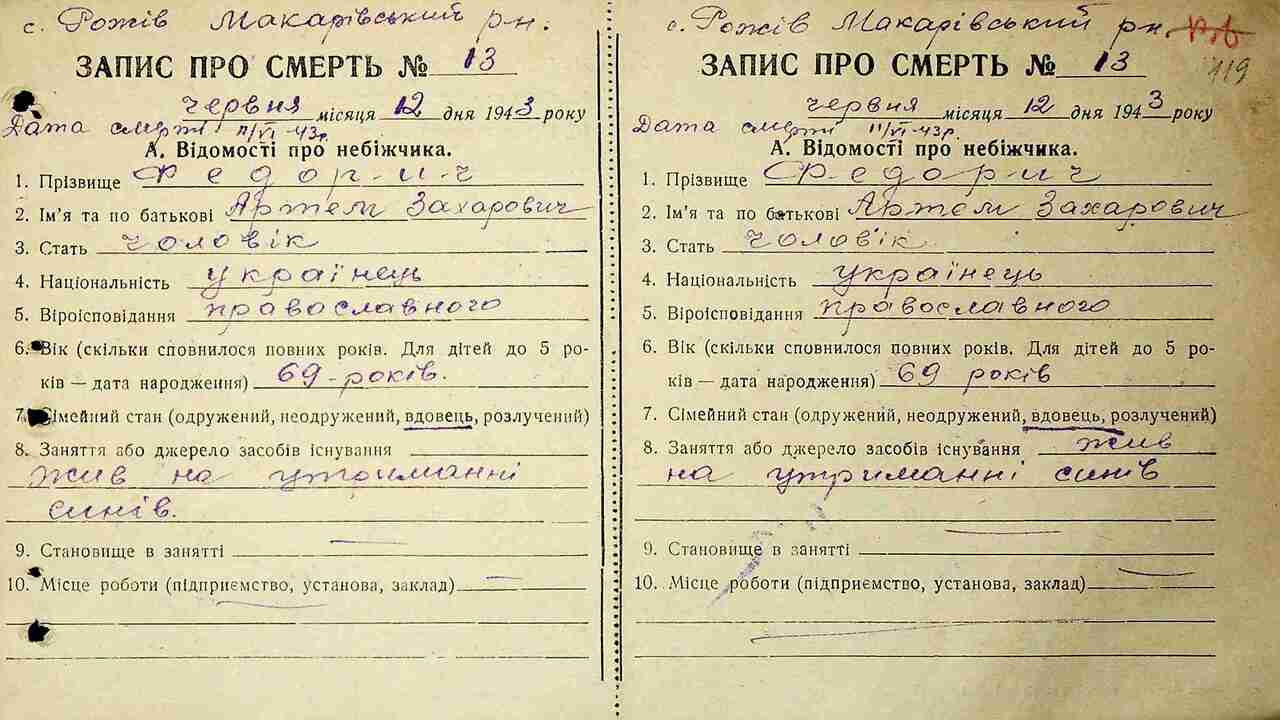 с. Рожів Макарівський рн.
ЗАПИС ПРО СМЕРТЬ № 13
червня місяця 12 дня 1943 року
Дата смерті 11/VI-43р.
А. Відомості про небіжчика.
1. Прізвище Федорич
2. Ім'я та по батькові Артем Захарович
3. Стать чоловік
4. Національність українець
5. Віроісповідання православного
6. Вік (скільки сповнилося повних років. Для дітей до 5 ро-
ків — дата народження) 69 - років.
7. Сімейний стан (одружений, неодружений, вдовець, розлучений)
8. Заняття або джерело засобів існування
жив на утриманні
синів.
9. Становище в занятті
10. Місце роботи (підприємство, установа, заклад)
с. Рожів Макарівський рн.
119
ЗАПИС ПРО СМЕРТЬ № 13
червня місяця 12 дня 1943 року
Дата смерті 11/VI-43р.
А. Відомості про небіжчика.
1. Прізвище Федорич
2. Ім'я та по батькові Артем Захарович
3. Стать чоловік
4. Національність українець
5. Віроісповідання православного
6. Вік (скільки сповнилося повних років. Для дітей до 5 ро-
ків — дата народження) 69 років
7. Сімейний стан (одружений, неодружений, вдовець, розлучений)
8. Заняття або джерело засобів існування жив
на утриманні синів
9. Становище в занятті
10. Місце роботи (підприємство, установа, заклад)